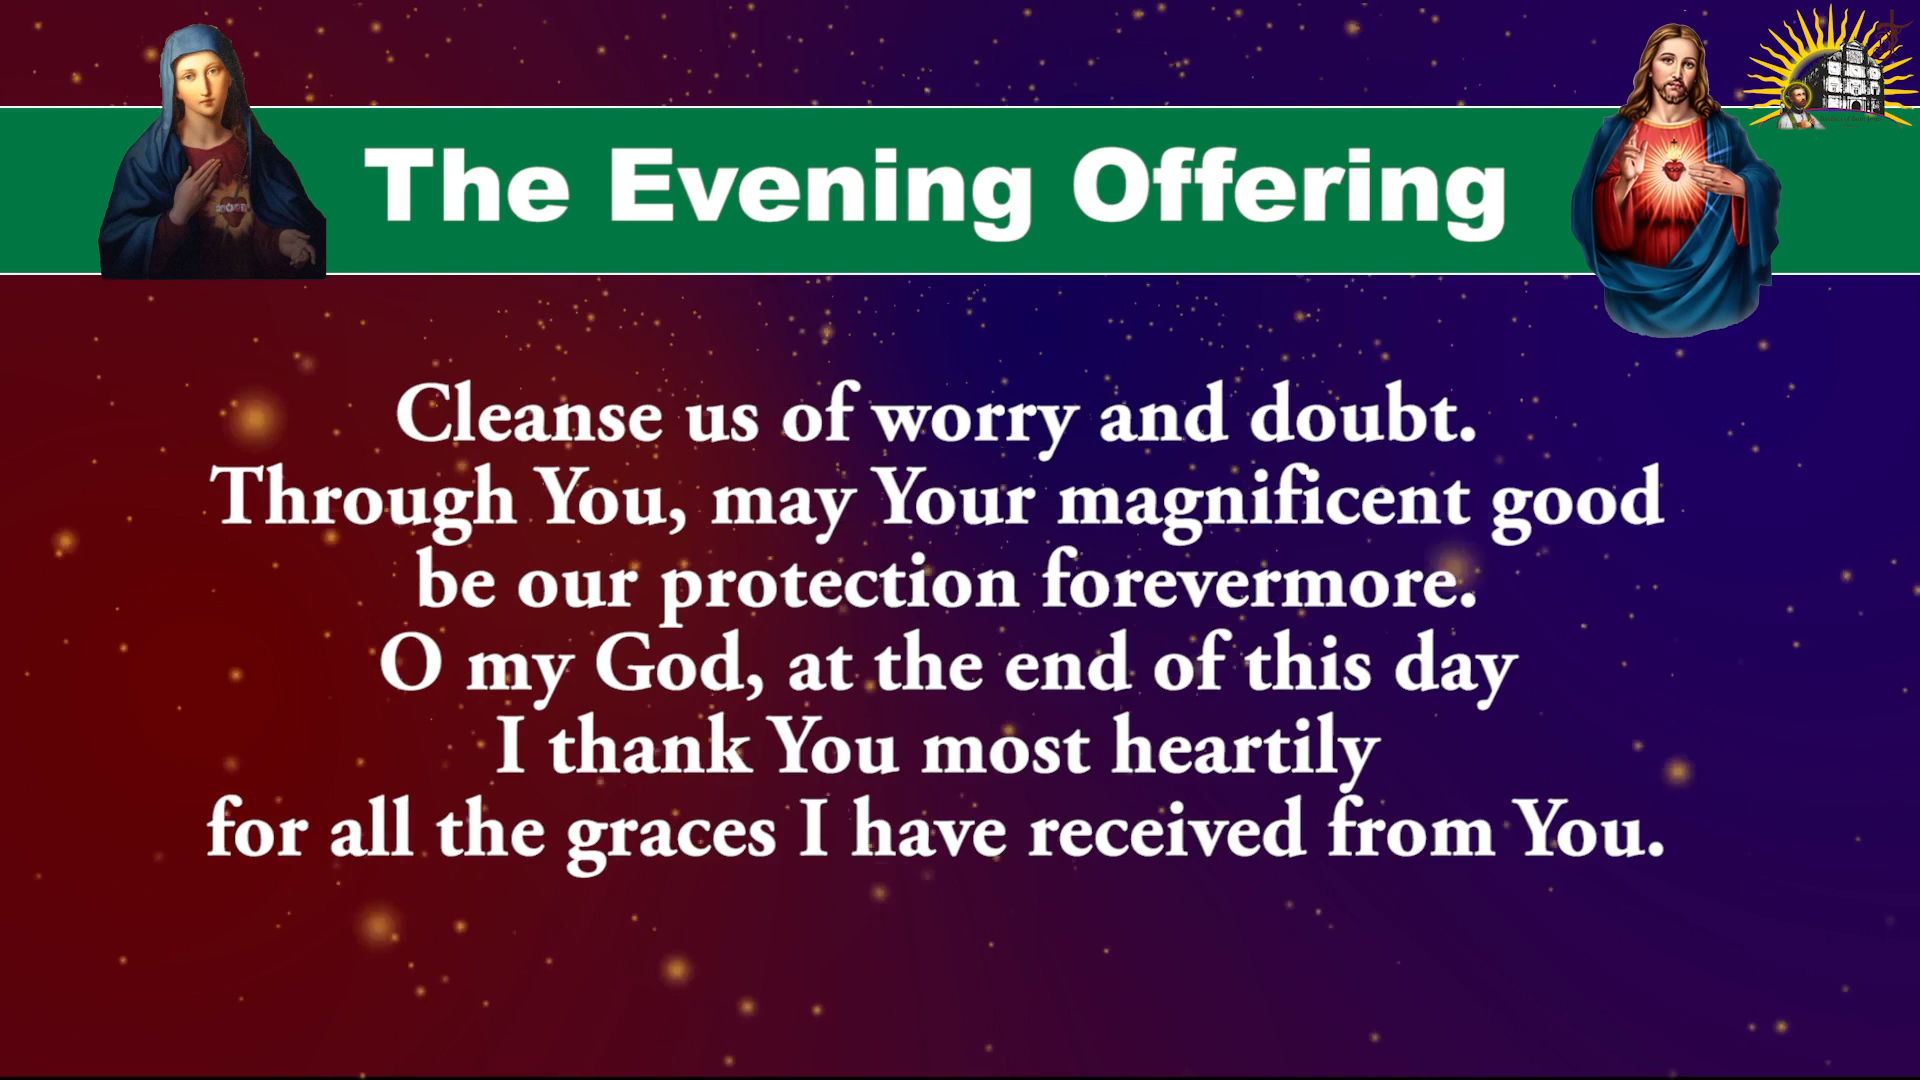 The Evening Offering
Cleanse us of worry and doubt.
Through You, may Your magnificent good
be our protection forevermore.
O my God, at the end of this day
I thank You most heartily
for all the graces I have received from You.